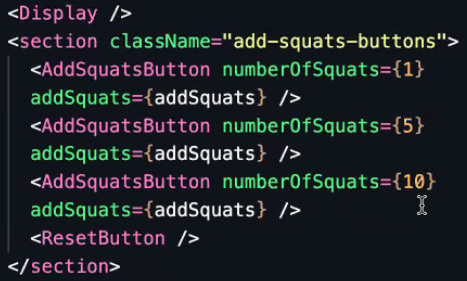 <Display />
<section className="add-squats-buttons">
<AddSquatsButton numberOfSquats={1}
addSquats={addSquats} />
<AddSquatsButton numberOfSquats={5}
addSquats={addSquats} />
<AddSquatsButton numberOfSquats={10}
addSquats={addSquats} />
<ResetButton />
</section>